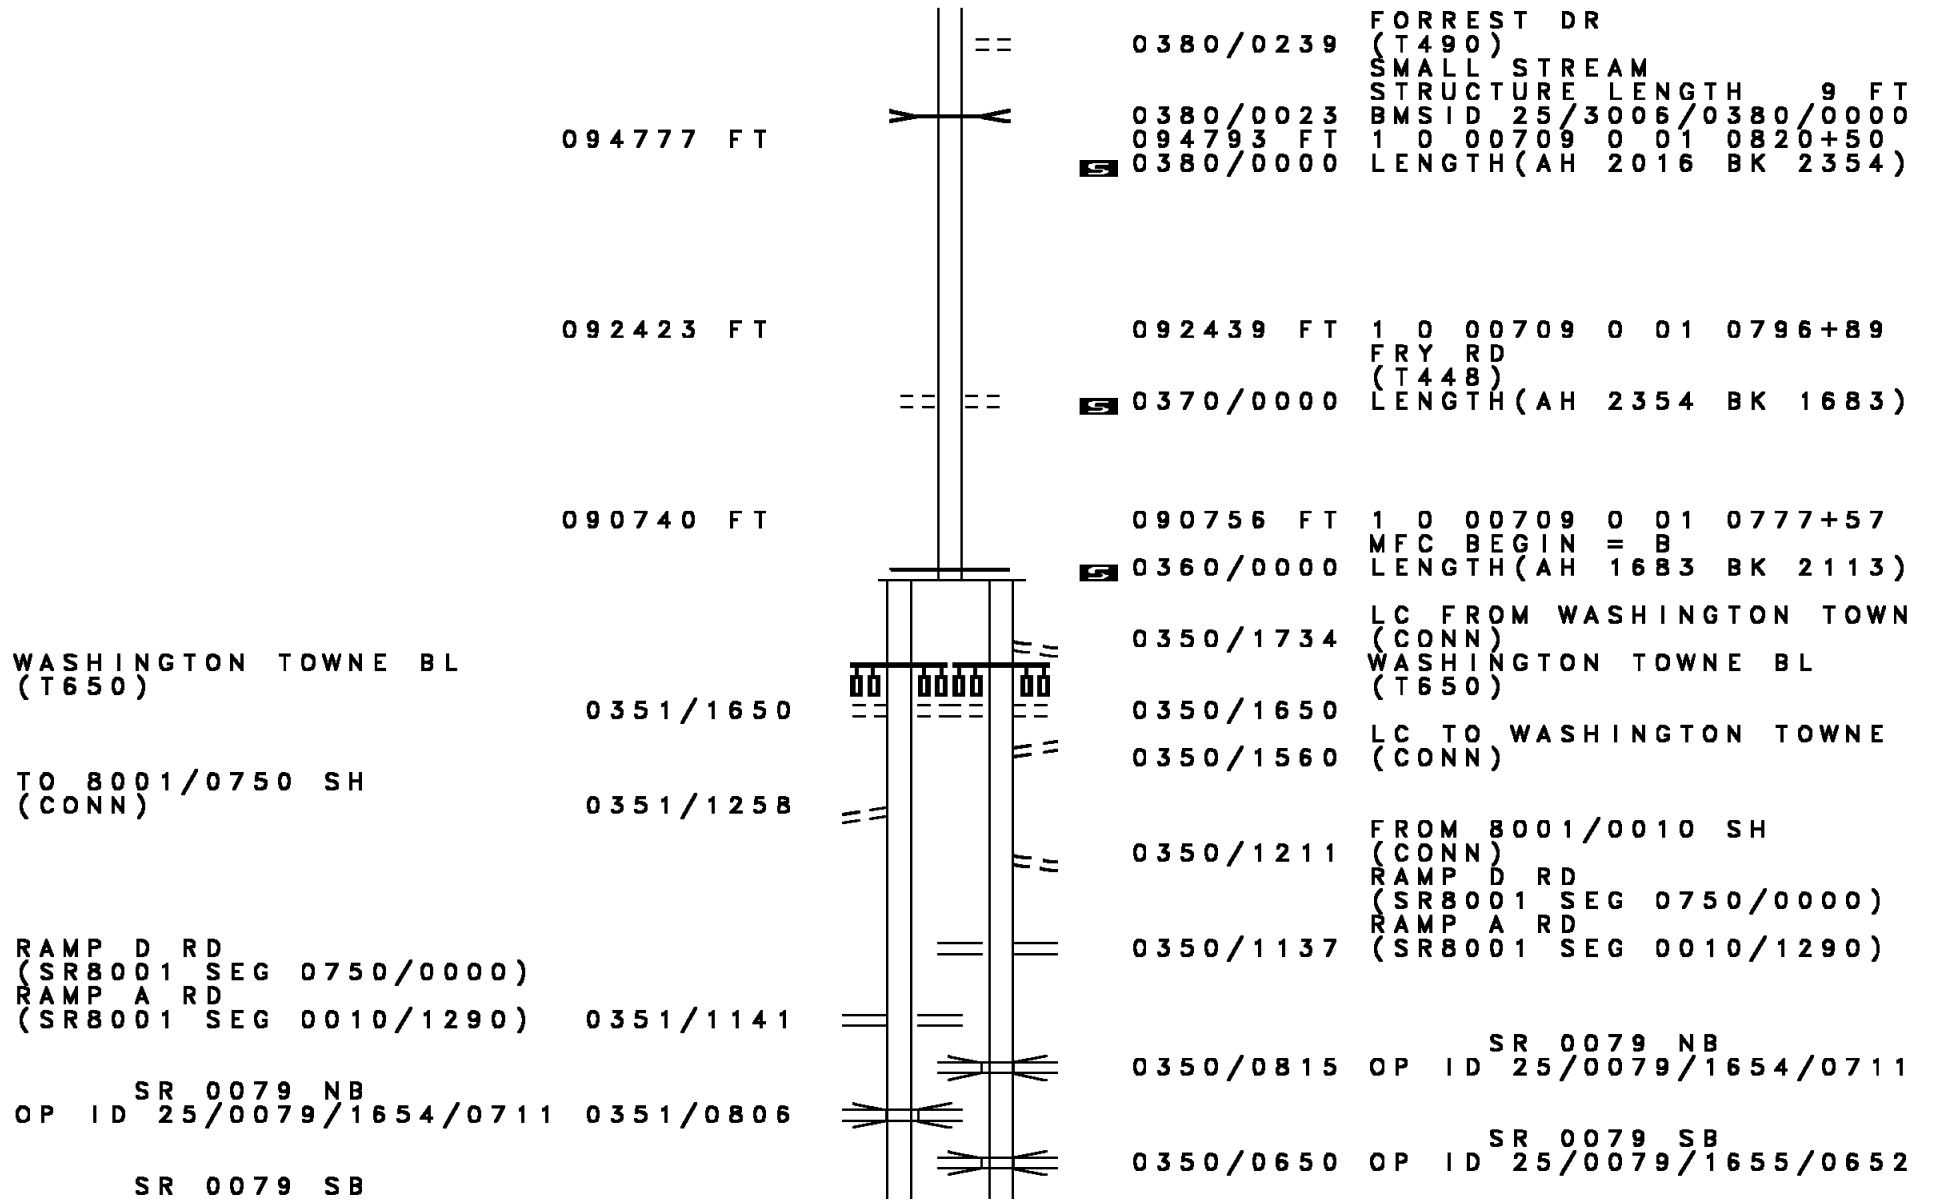 FORREST DR
0380/0239 (T490)
SMALL STREAM
STRUCTURE LENGTH 9 FT
0380/0023 BMSID 25/3006/0380/0000
094777 FT 094793 FT 1 0 00709 0 01 0820+50
S 0380/0000 LENGTH(AH 2016 BK 2354)
092423 FT 092439 FT 1 0 00709 0 01 0796+89
FRY RD
(T448)
S 0370/0000 LENGTH(AH 2354 BK 1683)
090740 FT 090756 FT 1 0 00709 0 01 0777+57
MFC BEGIN = B
S 0360/0000 LENGTH(AH 1683 BK 2113)
LC FROM WASHINGTON TOWN
0350/1734 (CONN)
WASHINGTON TOWNE BL WASHINGTON TOWNE BL
(T650) (T650)
0351/1650 0350/1650
LC TO WASHINGTON TOWNE
0350/1560 (CONN)
TO 8001/0750 SH
(CONN) 0351/1258
FROM 8001/0010 SH
0350/1211 (CONN)
RAMP D RD
(SR8001 SEG 0750/0000)
RAMP A RD
RAMP D RD 0350/1137 (SR8001 SEG 0010/1290)
(SR8001 SEG 0750/0000)
RAMP A RD
(SR8001 SEG 0010/1290) 0351/1141
SR 0079 NB
0350/0815 OP ID 25/0079/1654/0711
SR 0079 NB
OP ID 25/0079/1654/0711 0351/0806
SR 0079 SB
0350/0650 OP ID 25/0079/1655/0652
SR 0079 SB